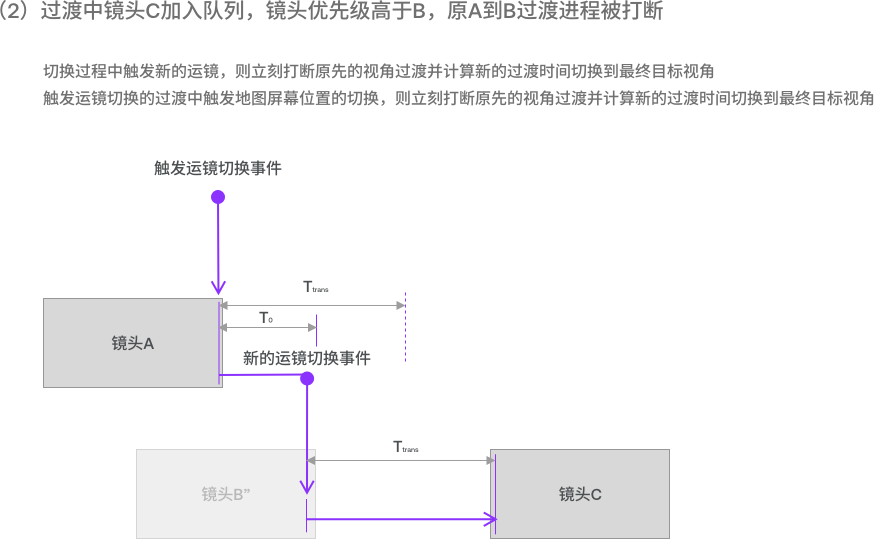 （2）过渡中镜头C加入队列，镜头优先级高于B，原A到B过渡进程被打断
切换过程中触发新的运镜，则立刻打断原先的视角过渡并计算新的过渡时间切换到最终目标视角
触发运镜切换的过渡中触发地图屏幕位置的切换，则立刻打断原先的视角过渡并计算新的过渡时间切换到最终目标视角
触发运镜切换事件
Ttrans
T0
镜头A
新的运镜切换事件
Ttrans
镜头B”
镜头C